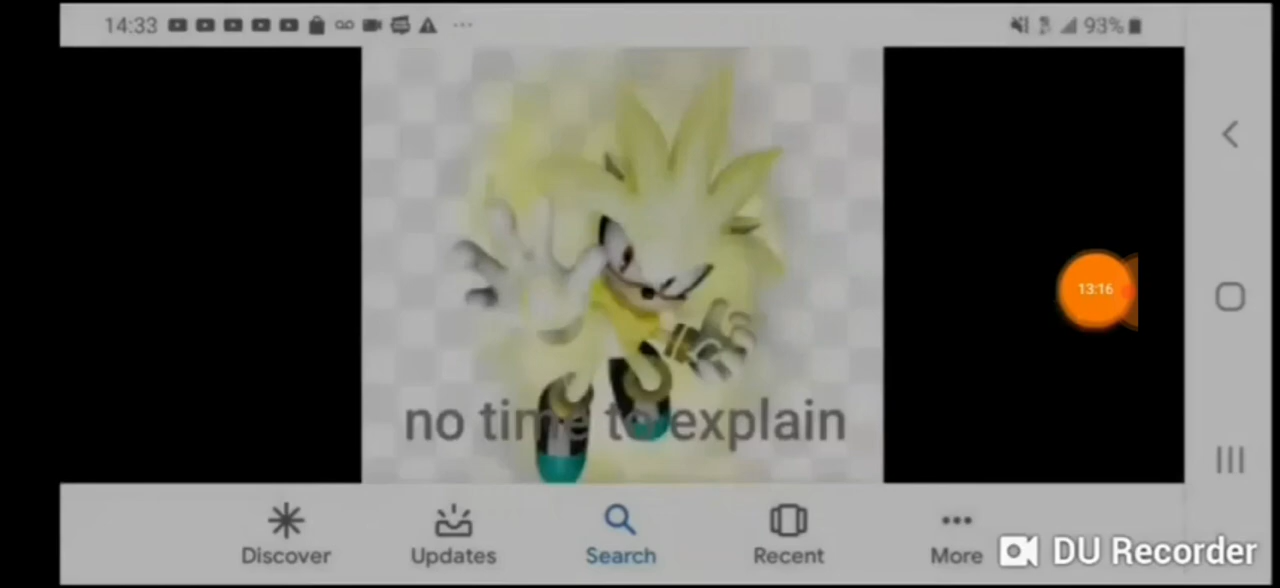 14:33
93%
13:16
no time to explain
Discover
Updates
Search
Recent
More
DU Recorder